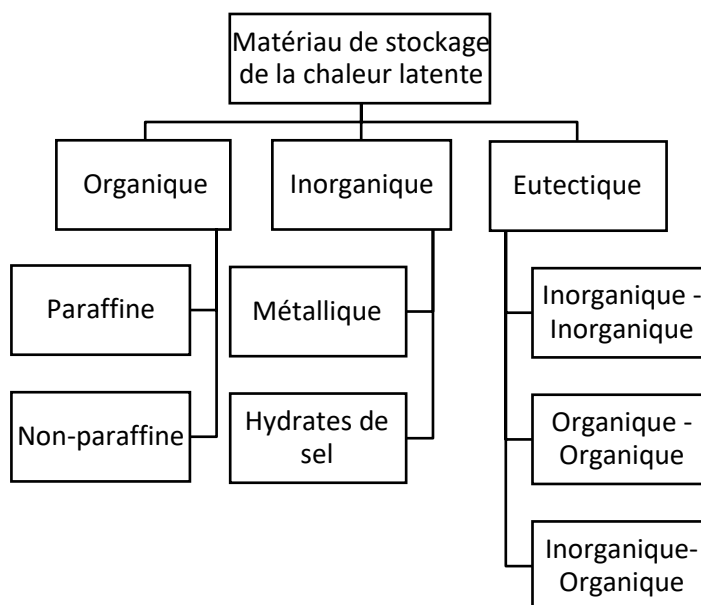 Matériau de stockage
de la chaleur latente
Organique
Inorganique
Eutectique
Paraffine
Métallique
Inorganique -
Inorganique
Non-paraffine
Hydrates de
sel
Organique -
Organique
Inorganique-
Organique